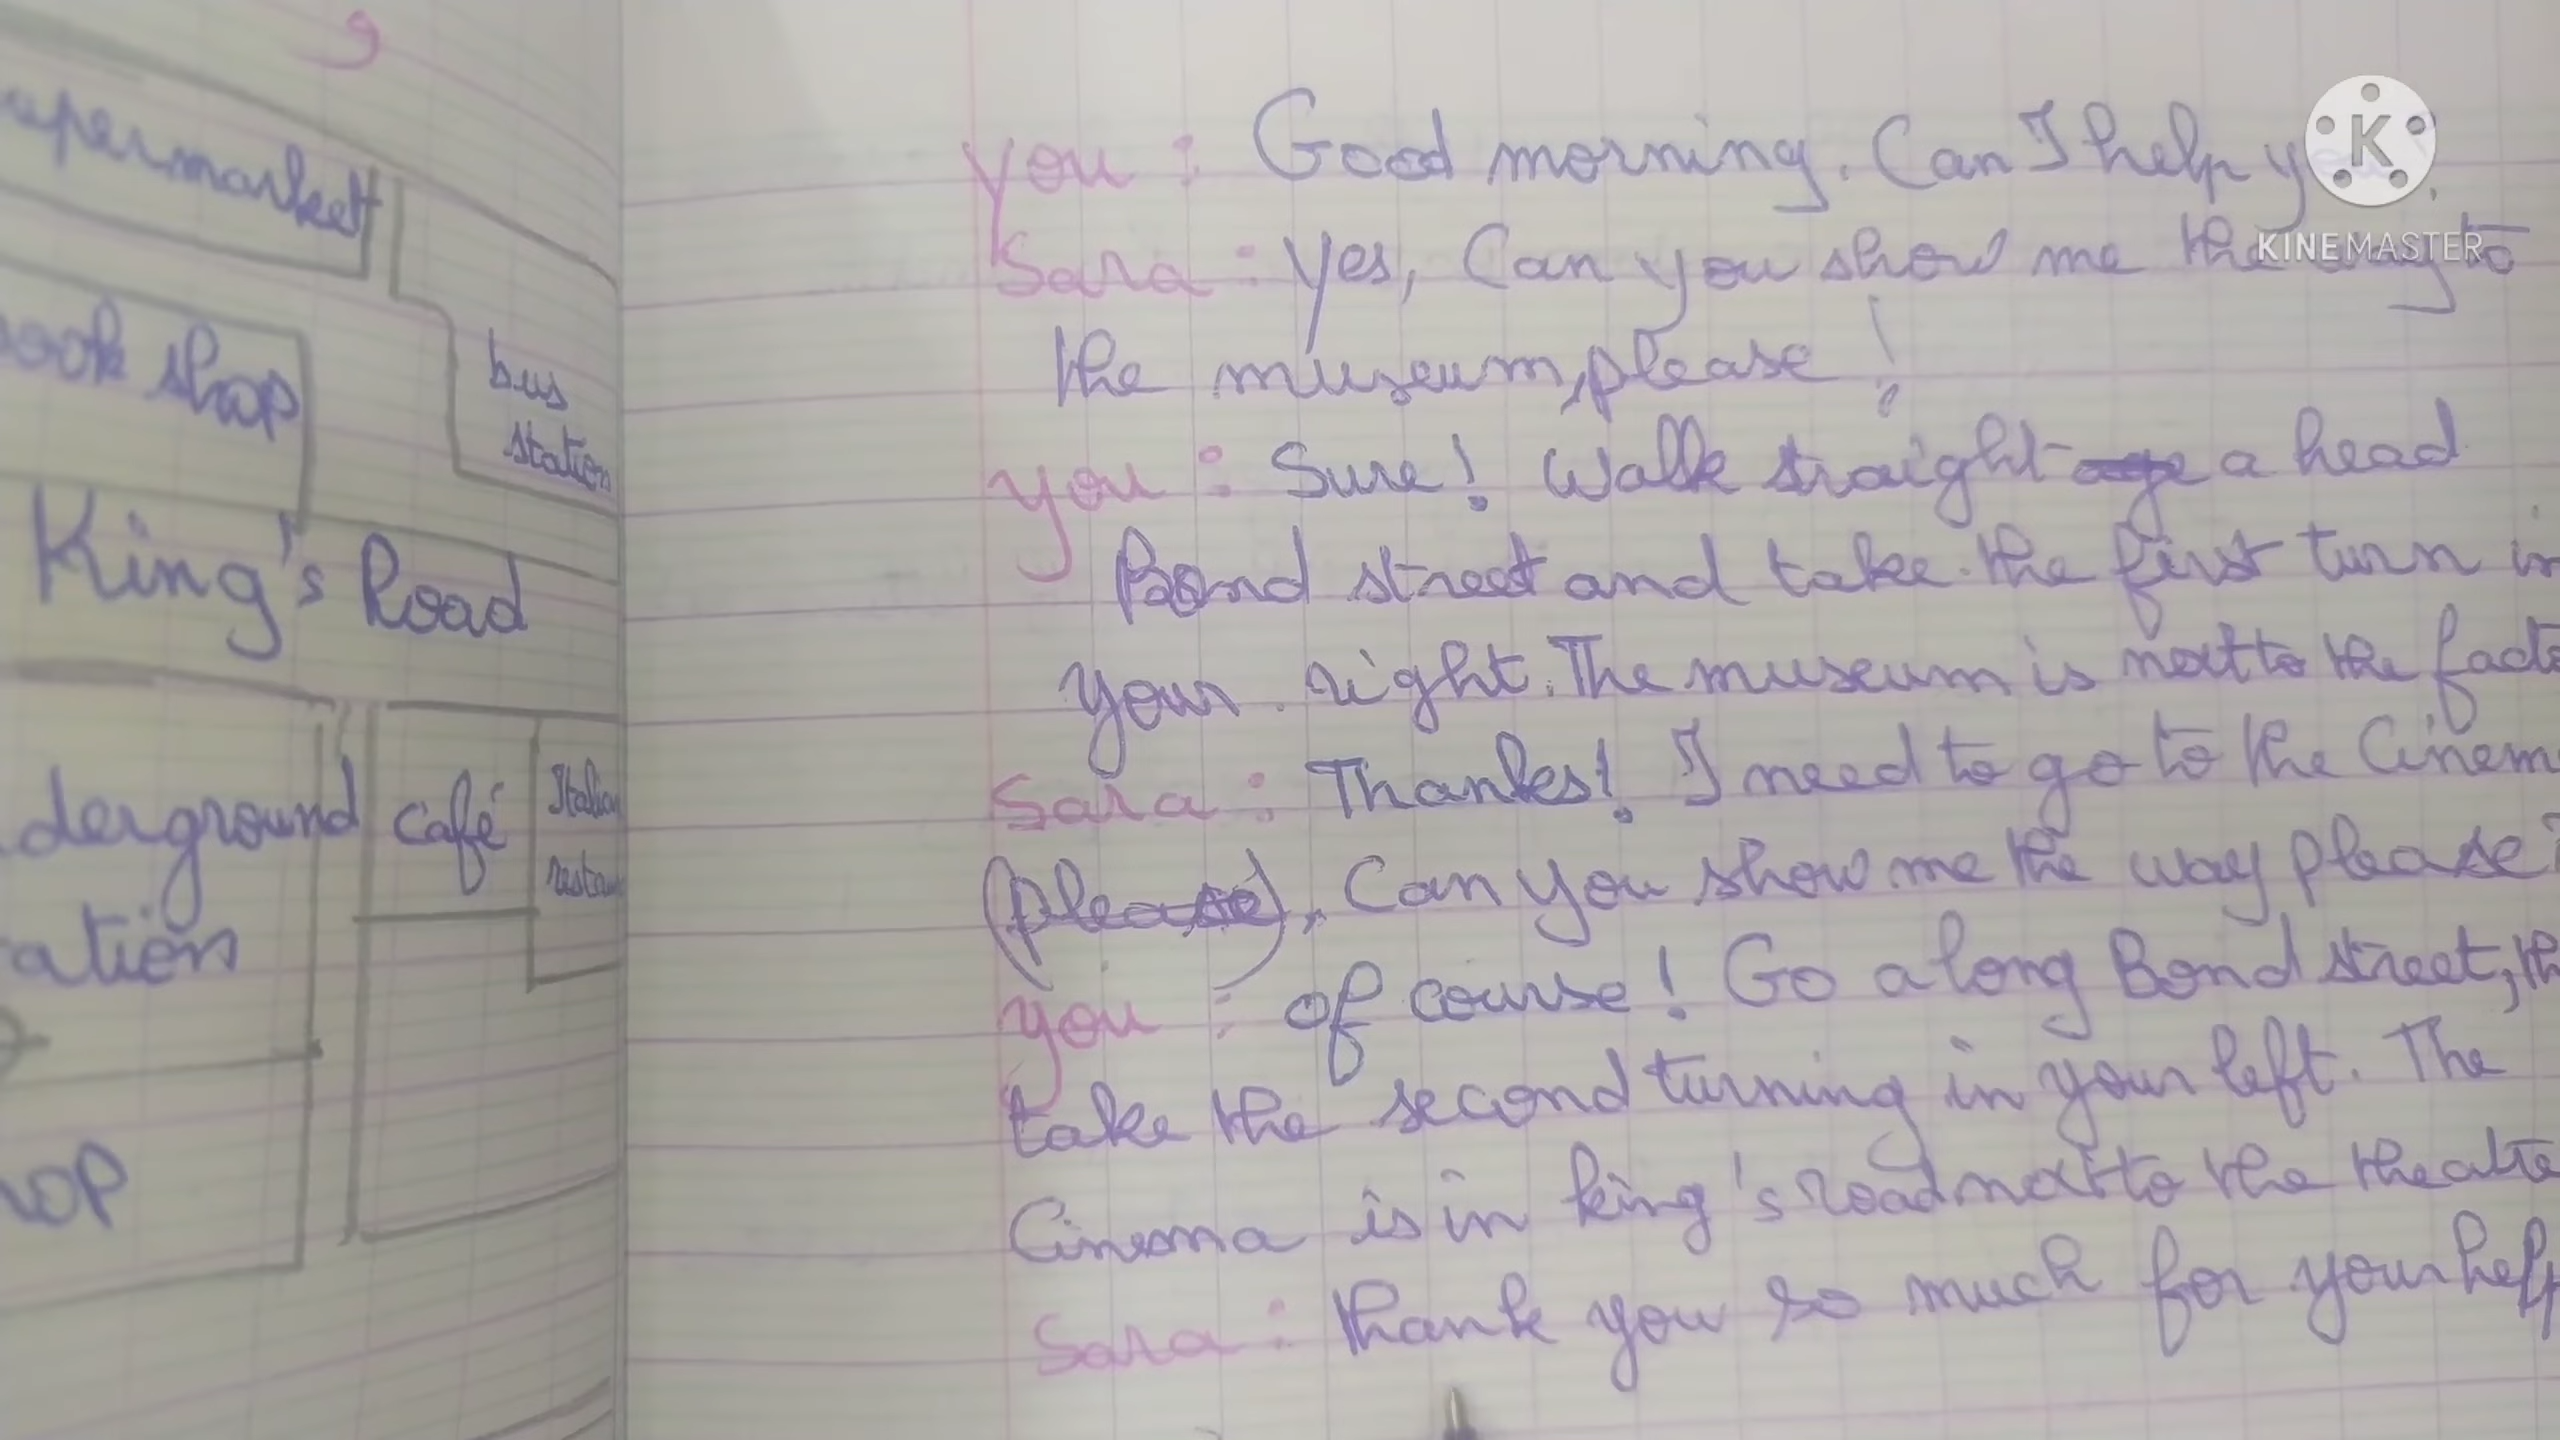 supermarket
book shop
bus
station
King's Road
café
Italian
you : Good morning. Can I help
Sara : Yes, Can you show me the way to
the museum, please !
you : Sure! Walk straight a head
Bond street and take the first turn in
your right. The museum is next to the
Sara : Thanks! I need to go to the Cinem
(please), Can you show me the way please?
you : of course! Go along Bond street, th
take the second turning in your left. The
Cinema is in king's road next to the theatre
Sara : thank you so much for your help
K
KINEMASTER